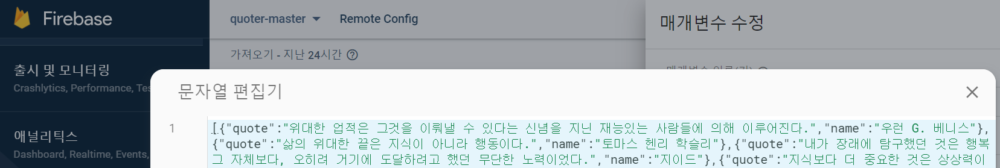 Firebase
quoter-master
Remote Config
매개변수 수정
가져오기 - 지난 24시간
출시 및 모니터링
Crashlytics, Performance, Tes
문자열 편집기
1
[{"quote":"위대한 업적은 그것을 이뤄낼 수 있다는 신념을 지닌 재능있는 사람들에 의해 이루어진다.","name":"우런 G. 베니스"},
{"quote":"삶의 위대한 끝은 지식이 아니라 행동이다.","name":"토마스 헨리 학슬리"},{"quote":"내가 장래에 탐구했던 것은 행복
그 자체보다, 오히려 거기에 도달하려고 했던 무단한 노력이었다.","name":"지이드"},{"quote":"지식보다 더 중요한 것은 상상력이
애널리틱스
Dashboard, Realtime, Events,